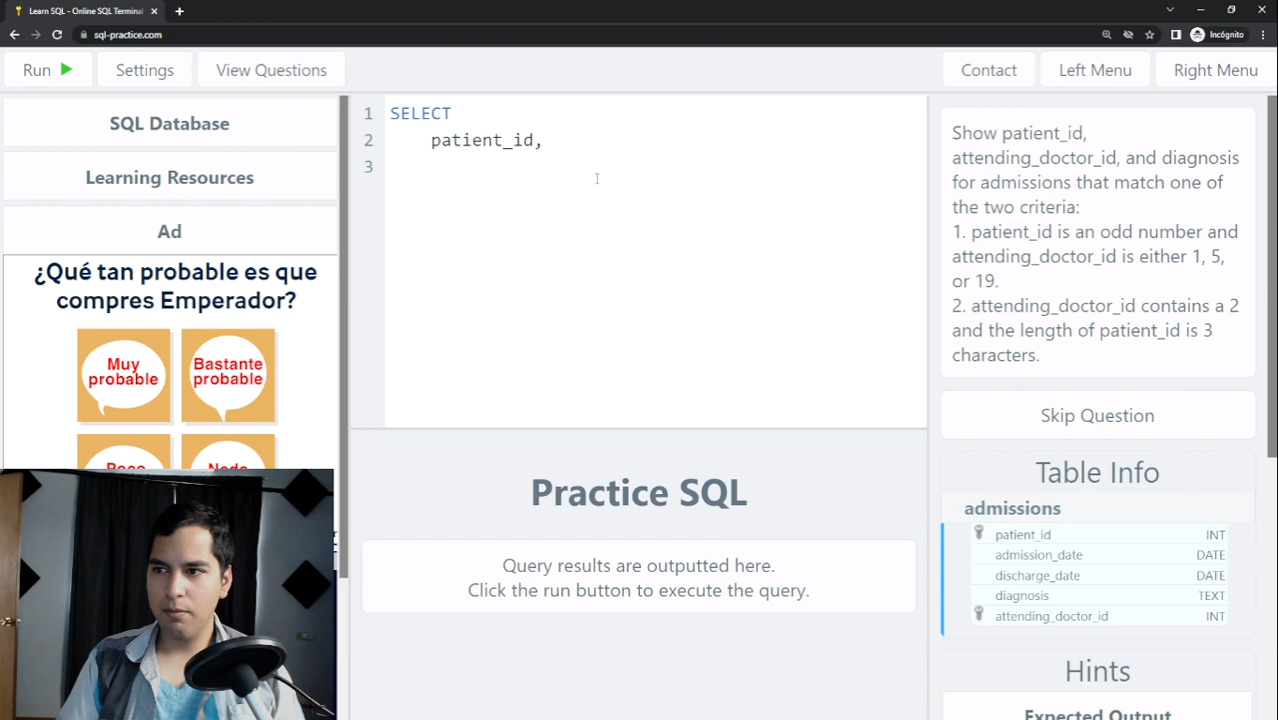 Learn SQL - Online SQL Terminal
sql-practice.com
Incógnito
Run
Settings
View Questions
Contact
Left Menu
Right Menu
SQL Database
Learning Resources
Ad
¿Qué tan probable es que
compres Emperador?
Muy
probable
Bastante
probable
1 SELECT
2 patient_id,
3
Practice SQL
Query results are outputted here.
Click the run button to execute the query.
Show patient_id,
attending_doctor_id, and diagnosis
for admissions that match one of
the two criteria:
1. patient_id is an odd number and
attending_doctor_id is either 1, 5,
or 19.
2. attending_doctor_id contains a 2
and the length of patient_id is 3
characters.
Skip Question
Table Info
admissions
patient_id INT
admission_date DATE
discharge_date DATE
diagnosis TEXT
attending_doctor_id INT
Hints
Expected Output